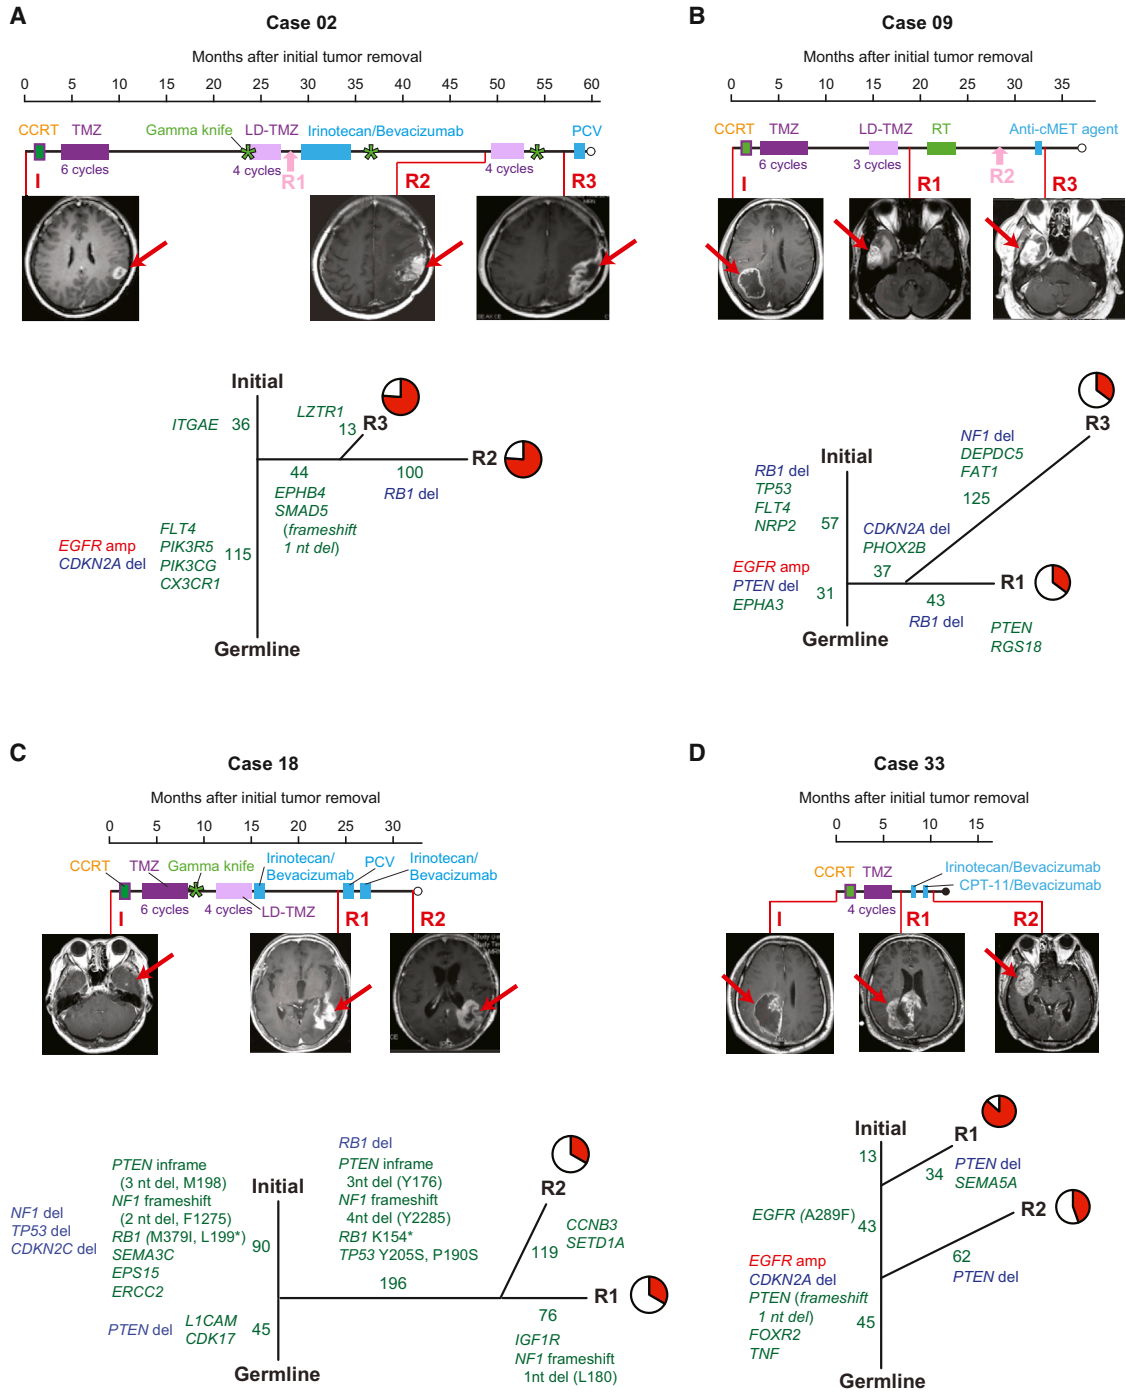 A
Case 02
Months after initial tumor removal
0 5 10 15 20 25 30 35 40 45 50 55 60
CCRT TMZ Gamma knife LD-TMZ Irinotecan/Bevacizumab PCV
6 cycles 4 cycles 4 cycles
I R1 R2 R3
Initial
ITGAE 36
LZTR1
13 R3
R2
44 100
EPHB4
SMAD5
(frameshift
1 nt del)
RB1 del
EGFR amp
CDKN2A del
FLT4
PIK3R5
PIK3CG
CX3CR1
115
Germline
B
Case 09
Months after initial tumor removal
0 5 10 15 20 25 30 35
CCRT TMZ LD-TMZ RT Anti-cMET agent
6 cycles 3 cycles
I R1 R2 R3
R3
Initial
RB1 del
TP53
FLT4
NRP2
57
NF1 del
DEPDC5
FAT1
125
CDKN2A del
PHOX2B
37
EGFR amp
PTEN del
EPHA3
31
R1
43
RB1 del
PTEN
RGS18
Germline
C
Case 18
Months after initial tumor removal
0 5 10 15 20 25 30
CCRT TMZ Gamma knife
Irinotecan/
Bevacizumab
PCV
Irinotecan/
Bevacizumab
6 cycles 4 cycles LD-TMZ
I R1 R2
NF1 del
TP53 del
CDKN2C del
PTEN inframe
(3 nt del, M198)
NF1 frameshift
(2 nt del, F1275)
RB1 (M379I, L199*)
SEMA3C
EPS15
ERCC2
Initial
90
RB1 del
PTEN inframe
3nt del (Y176)
NF1 frameshift
4nt del (Y2285)
RB1 K154*
TP53 Y205S, P190S
196
R2
CCNB3
SETD1A
119
R1
76
IGF1R
NF1 frameshift
1nt del (L180)
PTEN del
L1CAM
CDK17
45
Germline
D
Case 33
Months after initial tumor removal
0 5 10 15
CCRT TMZ
Irinotecan/Bevacizumab
CPT-11/Bevacizumab
4 cycles
I R1 R2
Initial
13
R1
34
PTEN del
SEMA5A
EGFR (A289F) 43
R2
62
PTEN del
EGFR amp
CDKN2A del
PTEN (frameshift
1 nt del)
FOXR2
TNF
45
Germline